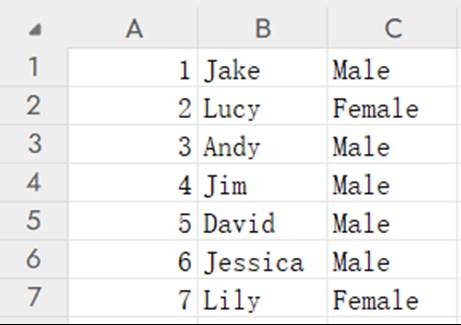 A B C
1 1 Jake Male
2 2 Lucy Female
3 3 Andy Male
4 4 Jim Male
5 5 David Male
6 6 Jessica Male
7 7 Lily Female